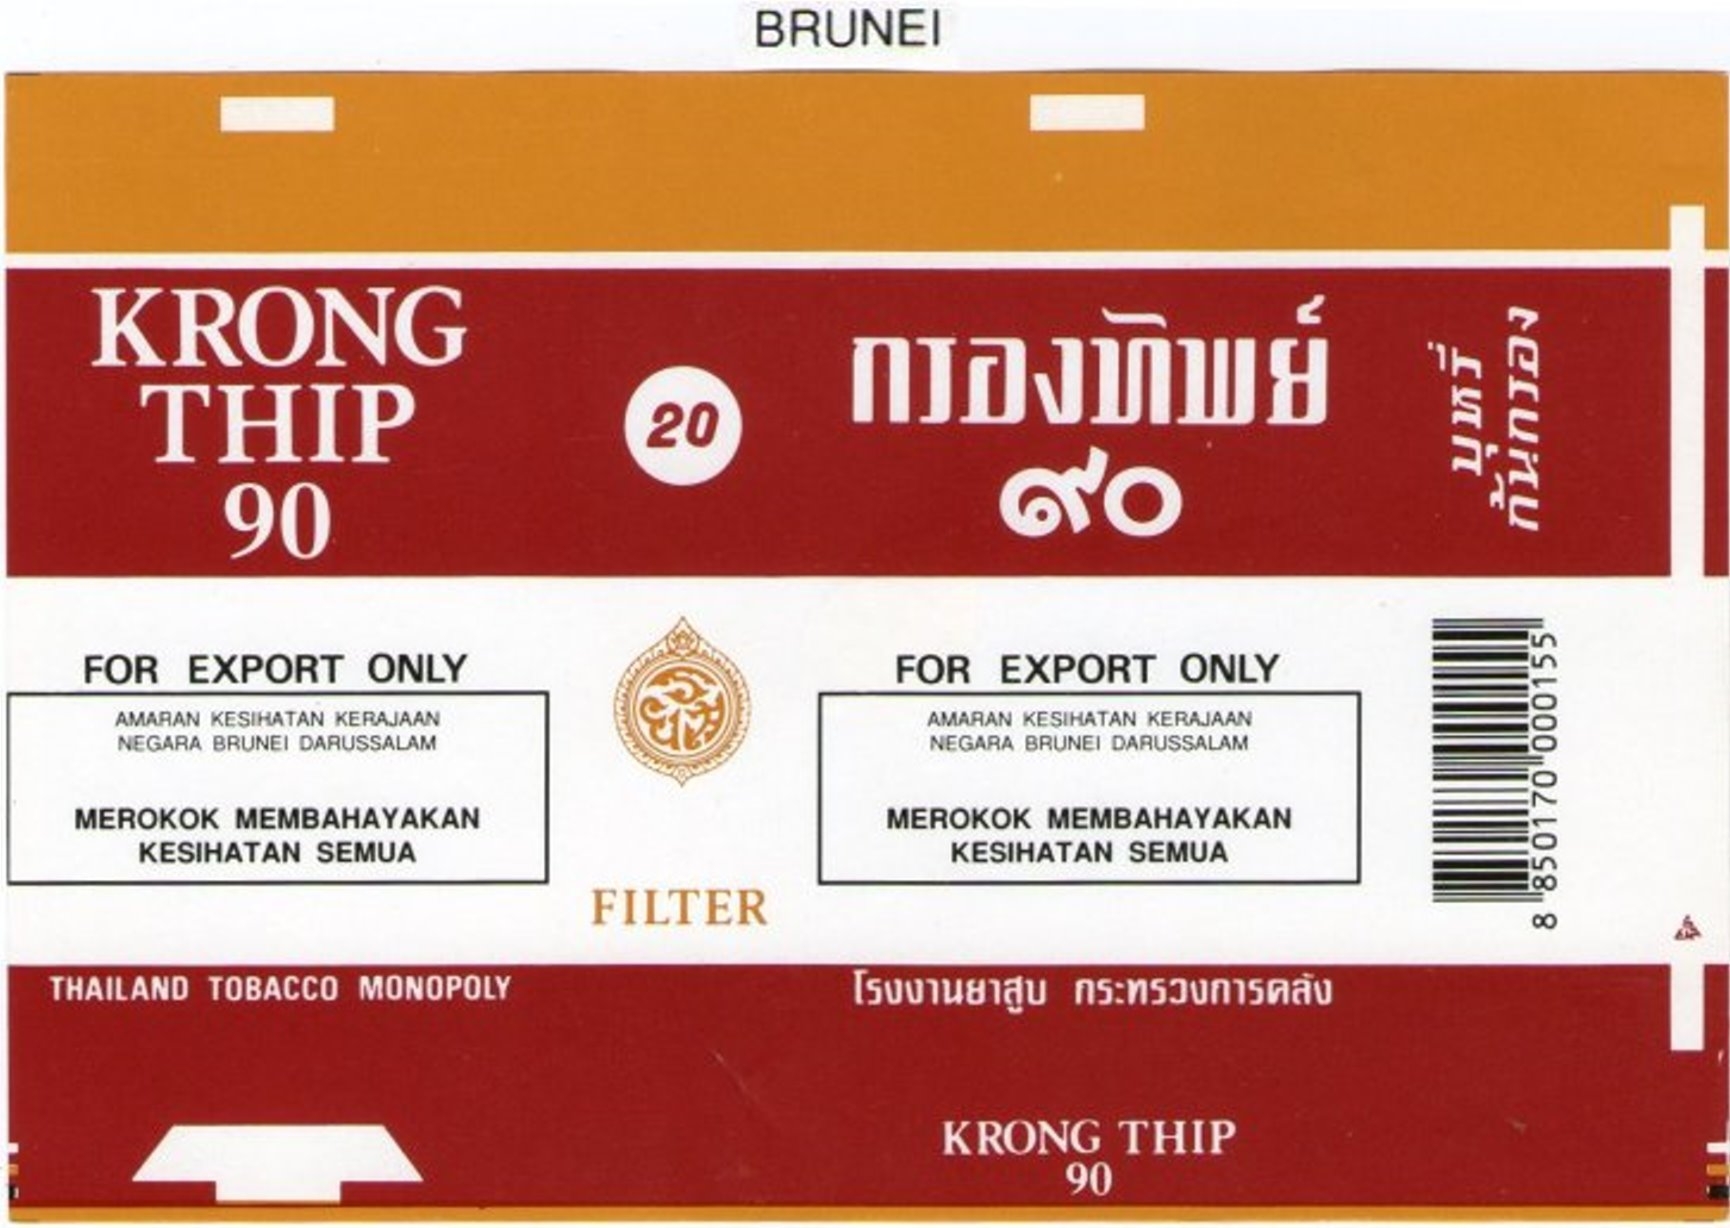 BRUNEI
KRONG
THIP
90
20
กรองทิพย์
๙๐
บุหรี่
ก้นกรอง
FOR EXPORT ONLY
AMARAN KESIHATAN KERAJAAN
NEGARA BRUNEI DARUSSALAM
MEROKOK MEMBAHAYAKAN
KESIHATAN SEMUA
FILTER
FOR EXPORT ONLY
AMARAN KESIHATAN KERAJAAN
NEGARA BRUNEI DARUSSALAM
MEROKOK MEMBAHAYAKAN
KESIHATAN SEMUA
8 850170 000155
THAILAND TOBACCO MONOPOLY
โรงงานยาสูบ กระทรวงการคลัง
KRONG THIP
90